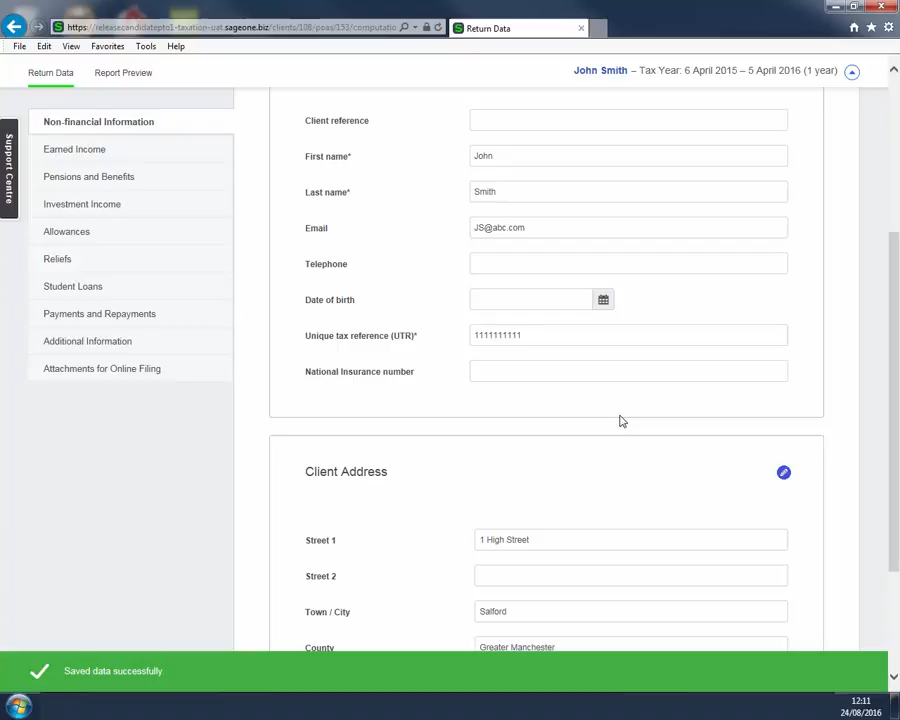 https://releasecandidatepto1-taxation-uat.sageone.biz/clients/108/poas/153/computatio
Return Data
File Edit View Favorites Tools Help
Return Data Report Preview
John Smith – Tax Year: 6 April 2015 – 5 April 2016 (1 year)
Support Centre
Non-financial Information
Earned Income
Pensions and Benefits
Investment Income
Allowances
Reliefs
Student Loans
Payments and Repayments
Additional Information
Attachments for Online Filing
Client reference
First name* John
Last name* Smith
Email JS@abc.com
Telephone
Date of birth
Unique tax reference (UTR)* 1111111111
National Insurance number
Client Address
Street 1 1 High Street
Street 2
Town / City Salford
County Greater Manchester
Saved data successfully
12:11
24/08/2016